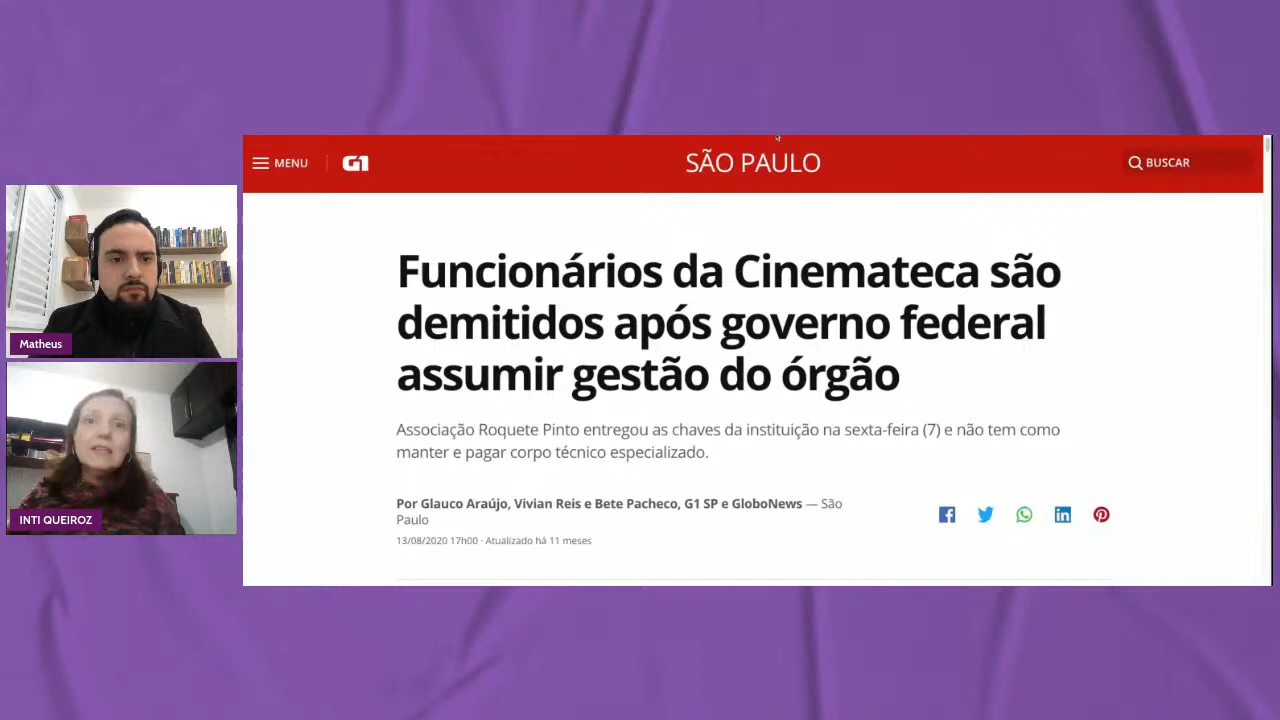 MENU
G1
SÃO PAULO
BUSCAR
Funcionários da Cinemateca são
demitidos após governo federal
assumir gestão do órgão
Associação Roquete Pinto entregou as chaves da instituição na sexta-feira (7) e não tem como
manter e pagar corpo técnico especializado.
Por Glauco Araújo, Vivian Reis e Bete Pacheco, G1 SP e GloboNews — São
Paulo
13/08/2020 17h00 · Atualizado há 11 meses
Matheus
INTI QUEIROZ